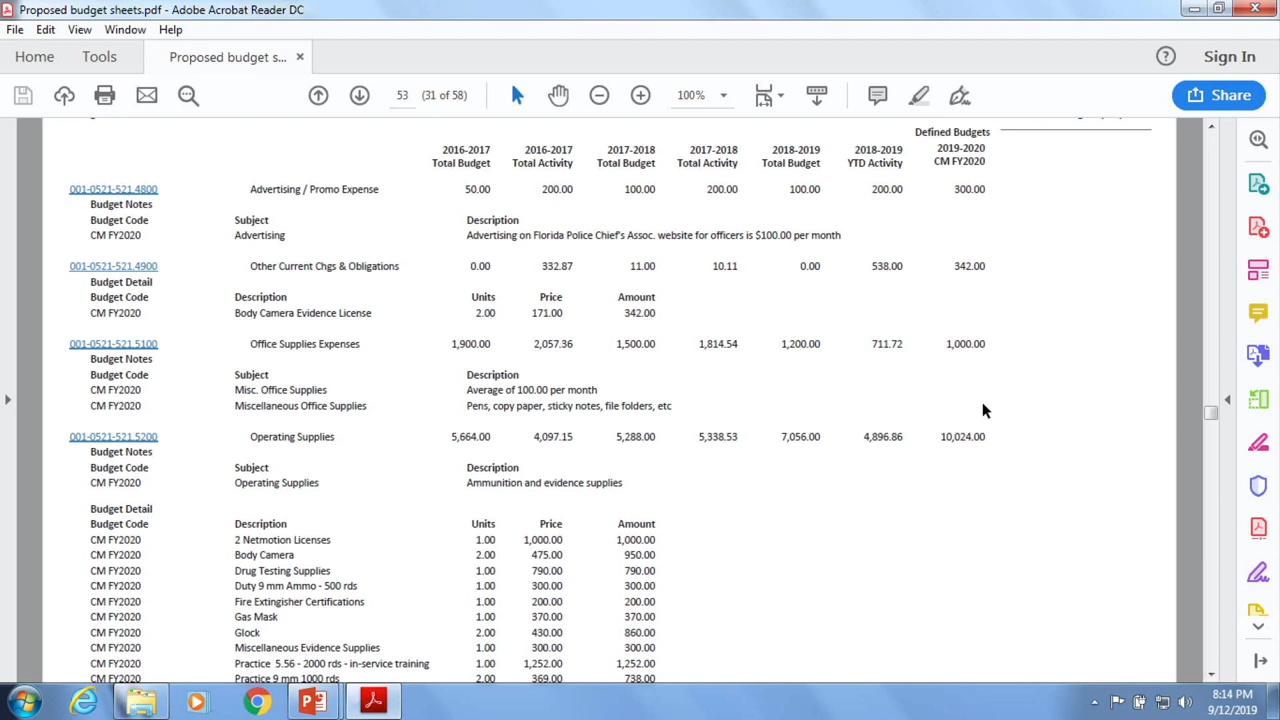 Proposed budget sheets.pdf - Adobe Acrobat Reader DC
File Edit View Window Help
Home Tools Proposed budget s... × Sign In
53 (31 of 58) 100% Share
Defined Budgets
2016-2017 2016-2017 2017-2018 2017-2018 2018-2019 2018-2019 2019-2020
Total Budget Total Activity Total Budget Total Activity Total Budget YTD Activity CM FY2020
001-0521-521.4800 Advertising / Promo Expense 50.00 200.00 100.00 200.00 100.00 200.00 300.00
Budget Notes
Budget Code Subject Description
CM FY2020 Advertising Advertising on Florida Police Chief's Assoc. website for officers is $100.00 per month
001-0521-521.4900 Other Current Chgs & Obligations 0.00 332.87 11.00 10.11 0.00 538.00 342.00
Budget Detail
Budget Code Description Units Price Amount
CM FY2020 Body Camera Evidence License 2.00 171.00 342.00
001-0521-521.5100 Office Supplies Expenses 1,900.00 2,057.36 1,500.00 1,814.54 1,200.00 711.72 1,000.00
Budget Notes
Budget Code Subject Description
CM FY2020 Misc. Office Supplies Average of 100.00 per month
CM FY2020 Miscellaneous Office Supplies Pens, copy paper, sticky notes, file folders, etc
001-0521-521.5200 Operating Supplies 5,664.00 4,097.15 5,288.00 5,338.53 7,056.00 4,896.86 10,024.00
Budget Notes
Budget Code Subject Description
CM FY2020 Operating Supplies Ammunition and evidence supplies
Budget Detail
Budget Code Description Units Price Amount
CM FY2020 2 Netmotion Licenses 1.00 1,000.00 1,000.00
CM FY2020 Body Camera 2.00 475.00 950.00
CM FY2020 Drug Testing Supplies 1.00 790.00 790.00
CM FY2020 Duty 9 mm Ammo - 500 rds 1.00 300.00 300.00
CM FY2020 Fire Extingisher Certifications 1.00 200.00 200.00
CM FY2020 Gas Mask 1.00 370.00 370.00
CM FY2020 Glock 2.00 430.00 860.00
CM FY2020 Miscellaneous Evidence Supplies 1.00 300.00 300.00
CM FY2020 Practice 5.56 - 2000 rds - in-service training 1.00 1,252.00 1,252.00
CM FY2020 Practice 9 mm 1000 rds 2.00 369.00 738.00
8:14 PM
9/12/2019